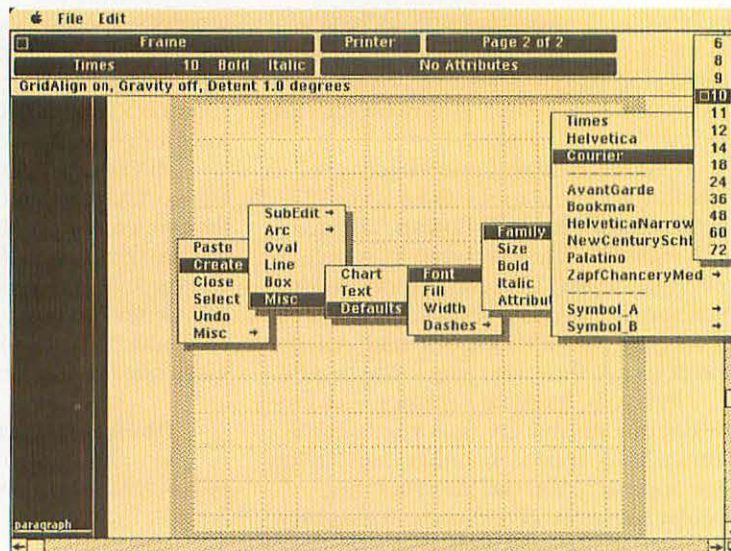 File Edit
Frame Printer Page 2 of 2
Times 10 Bold Italic No Attributes
GridAlign on, Gravity off, Detent 1.0 degrees
Paste
Create
Close
Select
Undo
Misc →
SubEdit →
Arc →
Oval
Line
Box
Misc
Chart
Text
Defaults
Font
Fill
Width
Dashes →
Family
Size
Bold
Italic
Attribut
Times
Helvetica
Courier
AvantGarde
Bookman
HelveticaNarrow
NewCenturySchl
Palatino
ZapfChanceryMed →
Symbol_A →
Symbol_B →
6
8
9
10
11
12
14
18
24
36
48
60
72
paragraph